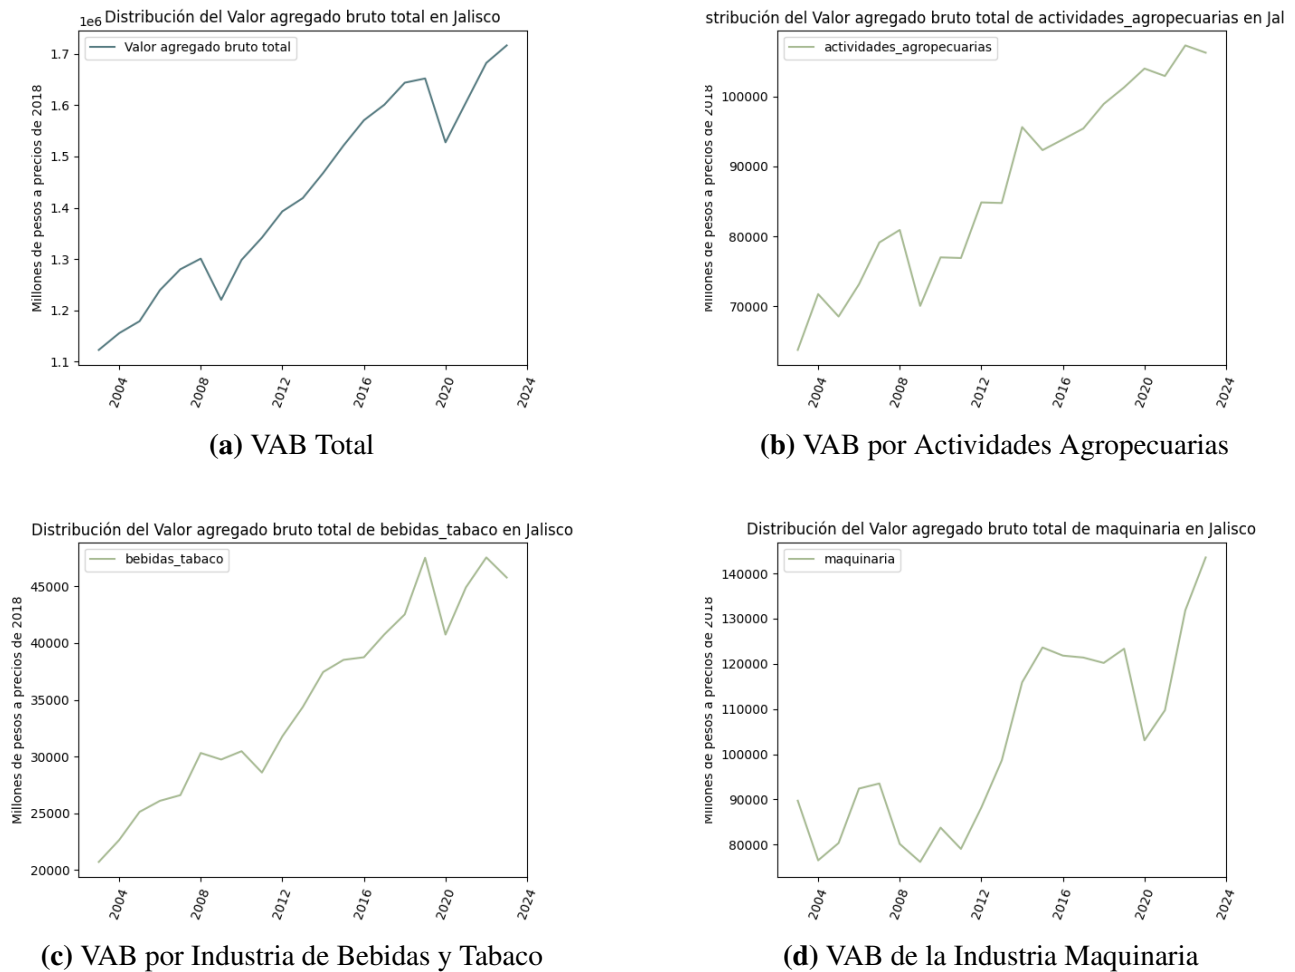 Distribución del Valor agregado bruto total en Jalisco
1e6
Valor agregado bruto total
1.7
1.6
1.5
1.4
1.3
1.2
1.1
Millones de pesos a precios de 2018
2004 2008 2012 2016 2020 2024
(a) VAB Total
stribución del Valor agregado bruto total de actividades_agropecuarias en Jal
actividades_agropecuarias
100000
90000
80000
70000
Millones de pesos a precios de 2018
2004 2008 2012 2016 2020 2024
(b) VAB por Actividades Agropecuarias
Distribución del Valor agregado bruto total de bebidas_tabaco en Jalisco
bebidas_tabaco
45000
40000
35000
30000
25000
20000
Millones de pesos a precios de 2018
2004 2008 2012 2016 2020 2024
(c) VAB por Industria de Bebidas y Tabaco
Distribución del Valor agregado bruto total de maquinaria en Jalisco
maquinaria
140000
130000
120000
110000
100000
90000
80000
Millones de pesos a precios de 2018
2004 2008 2012 2016 2020 2024
(d) VAB de la Industria Maquinaria